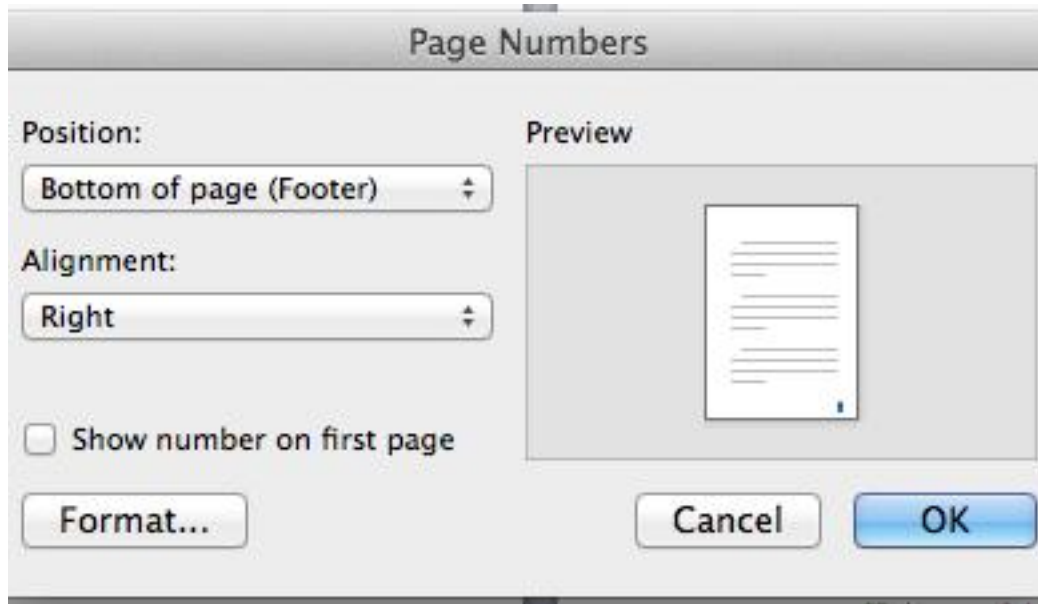 Page Numbers
Position:
Preview
Bottom of page (Footer)
Alignment:
Right
Show number on first page
Format...
Cancel
OK